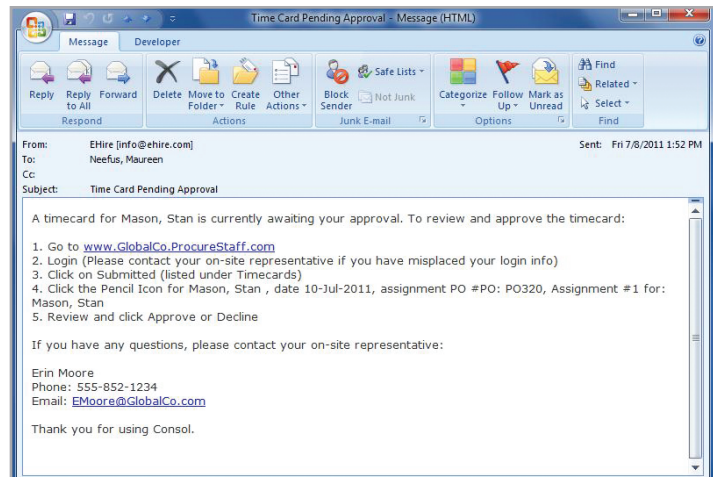 Time Card Pending Approval - Message (HTML)
Message Developer
Reply Reply to All Forward Delete Move to Folder Create Rule Other Actions Block Sender Safe Lists Not Junk Categorize Follow Up Mark as Unread Find Related Select
Respond Actions Junk E-mail Options Find
From: EHire [info@ehire.com] Sent: Fri 7/8/2011 1:52 PM
To: Neefus, Maureen
Cc:
Subject: Time Card Pending Approval
A timecard for Mason, Stan is currently awaiting your approval. To review and approve the timecard:
1. Go to www.GlobalCo.ProcureStaff.com
2. Login (Please contact your on-site representative if you have misplaced your login info)
3. Click on Submitted (listed under Timecards)
4. Click the Pencil Icon for Mason, Stan , date 10-Jul-2011, assignment PO #PO: PO320, Assignment #1 for:
Mason, Stan
5. Review and click Approve or Decline
If you have any questions, please contact your on-site representative:
Erin Moore
Phone: 555-852-1234
Email: EMoore@GlobalCo.com
Thank you for using Consol.